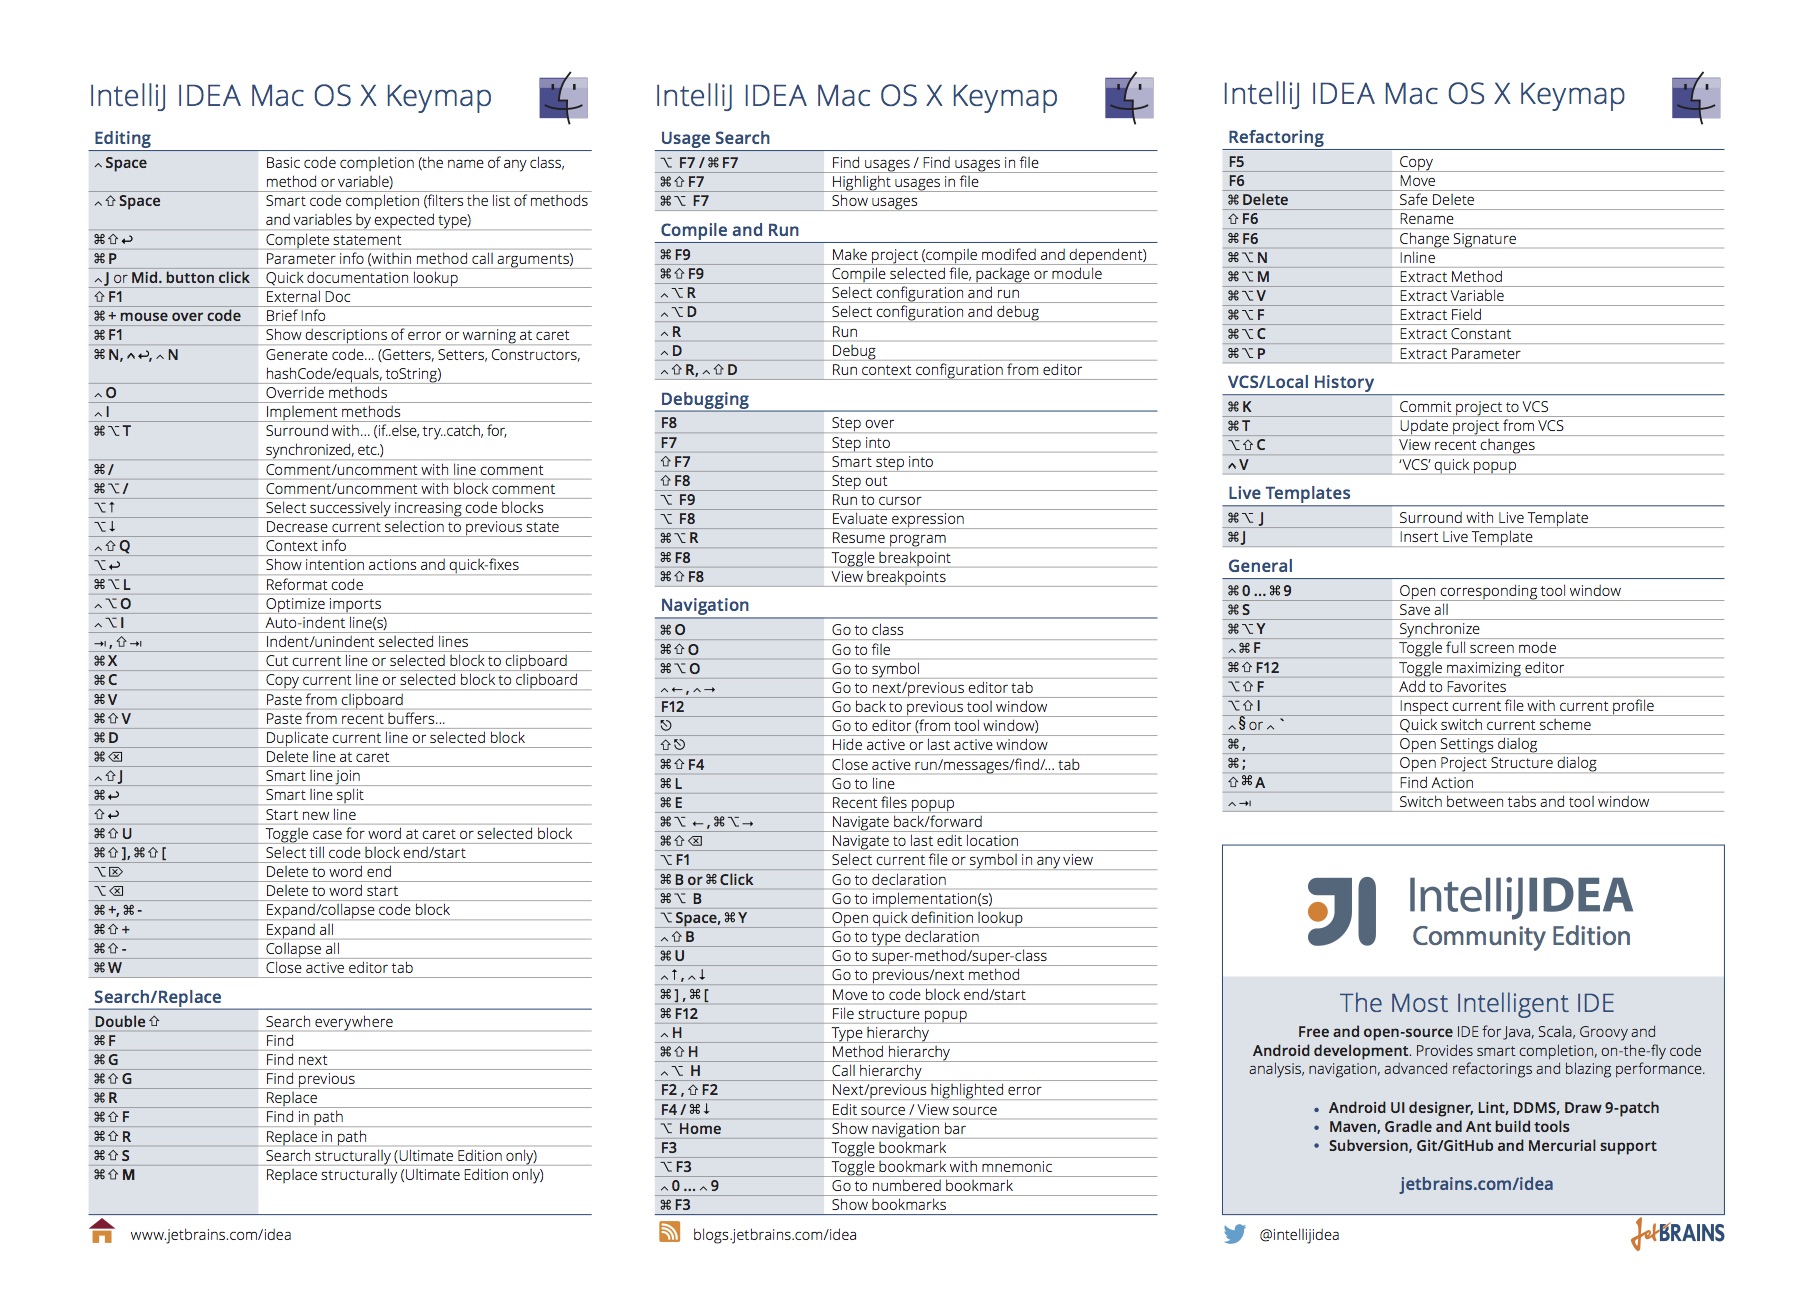 IntelliJ IDEA Mac OS X Keymap
Editing
^ Space Basic code completion (the name of any class,
method or variable)
^⇧Space Smart code completion (filters the list of methods
and variables by expected type)
⌘⇧↩ Complete statement
⌘P Parameter info (within method call arguments)
^J or Mid. button click Quick documentation lookup
⇧F1 External Doc
⌘+ mouse over code Brief Info
⌘F1 Show descriptions of error or warning at caret
⌘N, ^↩, ^N Generate code... (Getters, Setters, Constructors,
hashCode/equals, toString)
^O Override methods
^I Implement methods
⌘⌥T Surround with... (if..else, try..catch, for,
synchronized, etc.)
⌘/ Comment/uncomment with line comment
⌘⌥/ Comment/uncomment with block comment
⌥↑ Select successively increasing code blocks
⌥↓ Decrease current selection to previous state
^⇧Q Context info
⌥↩ Show intention actions and quick-fixes
⌘⌥L Reformat code
^⌥O Optimize imports
^⌥I Auto-indent line(s)
⇥, ⇧⇥ Indent/unindent selected lines
⌘X Cut current line or selected block to clipboard
⌘C Copy current line or selected block to clipboard
⌘V Paste from clipboard
⌘⇧V Paste from recent buffers...
⌘D Duplicate current line or selected block
⌘⌫ Delete line at caret
^⇧J Smart line join
⌘↩ Smart line split
⇧↩ Start new line
⌘⇧U Toggle case for word at caret or selected block
⌘⇧], ⌘⇧[ Select till code block end/start
⌥⌦ Delete to word end
⌥⌫ Delete to word start
⌘+, ⌘- Expand/collapse code block
⌘⇧+ Expand all
⌘⇧- Collapse all
⌘W Close active editor tab
Search/Replace
Double⇧ Search everywhere
⌘F Find
⌘G Find next
⌘⇧G Find previous
⌘R Replace
⌘⇧F Find in path
⌘⇧R Replace in path
⌘⇧S Search structurally (Ultimate Edition only)
⌘⇧M Replace structurally (Ultimate Edition only)
www.jetbrains.com/idea
IntelliJ IDEA Mac OS X Keymap
Usage Search
⌥ F7 / ⌘F7 Find usages / Find usages in file
⌘⇧F7 Highlight usages in file
⌘⌥ F7 Show usages
Compile and Run
⌘F9 Make project (compile modifed and dependent)
⌘⇧F9 Compile selected file, package or module
^⌥R Select configuration and run
^⌥D Select configuration and debug
^R Run
^D Debug
^⇧R, ^⇧D Run context configuration from editor
Debugging
F8 Step over
F7 Step into
⇧F7 Smart step into
⇧F8 Step out
⌥ F9 Run to cursor
⌥ F8 Evaluate expression
⌘⌥R Resume program
⌘F8 Toggle breakpoint
⌘⇧F8 View breakpoints
Navigation
⌘O Go to class
⌘⇧O Go to file
⌘⌥O Go to symbol
^←, ^→ Go to next/previous editor tab
F12 Go back to previous tool window
⎋ Go to editor (from tool window)
⇧⎋ Hide active or last active window
⌘⇧F4 Close active run/messages/find/... tab
⌘L Go to line
⌘E Recent files popup
⌘⌥ ←, ⌘⌥→ Navigate back/forward
⌘⇧⌫ Navigate to last edit location
⌥F1 Select current file or symbol in any view
⌘B or ⌘Click Go to declaration
⌘⌥ B Go to implementation(s)
⌥Space, ⌘Y Open quick definition lookup
^⇧B Go to type declaration
⌘U Go to super-method/super-class
^↑, ^↓ Go to previous/next method
⌘], ⌘[ Move to code block end/start
⌘F12 File structure popup
^H Type hierarchy
⌘⇧H Method hierarchy
^⌥ H Call hierarchy
F2 , ⇧F2 Next/previous highlighted error
F4 / ⌘↓ Edit source / View source
⌥ Home Show navigation bar
F3 Toggle bookmark
⌥F3 Toggle bookmark with mnemonic
^0 ... ^9 Go to numbered bookmark
⌘F3 Show bookmarks
blogs.jetbrains.com/idea
IntelliJ IDEA Mac OS X Keymap
Refactoring
F5 Copy
F6 Move
⌘Delete Safe Delete
⇧F6 Rename
⌘F6 Change Signature
⌘⌥N Inline
⌘⌥M Extract Method
⌘⌥V Extract Variable
⌘⌥F Extract Field
⌘⌥C Extract Constant
⌘⌥P Extract Parameter
VCS/Local History
⌘K Commit project to VCS
⌘T Update project from VCS
⌥⇧C View recent changes
^V ‘VCS’ quick popup
Live Templates
⌘⌥ J Surround with Live Template
⌘J Insert Live Template
General
⌘0 ... ⌘9 Open corresponding tool window
⌘S Save all
⌘⌥Y Synchronize
^⌘F Toggle full screen mode
⌘⇧F12 Toggle maximizing editor
⌥⇧F Add to Favorites
⌥⇧I Inspect current file with current profile
^§ or ^` Quick switch current scheme
⌘, Open Settings dialog
⌘; Open Project Structure dialog
⇧⌘A Find Action
^⇥ Switch between tabs and tool window
JI IntelliJIDEA
Community Edition
The Most Intelligent IDE
Free and open-source IDE for Java, Scala, Groovy and
Android development. Provides smart completion, on-the-fly code
analysis, navigation, advanced refactorings and blazing performance.
• Android UI designer, Lint, DDMS, Draw 9-patch
• Maven, Gradle and Ant build tools
• Subversion, Git/GitHub and Mercurial support
jetbrains.com/idea
@intellijidea
JetBRAINS